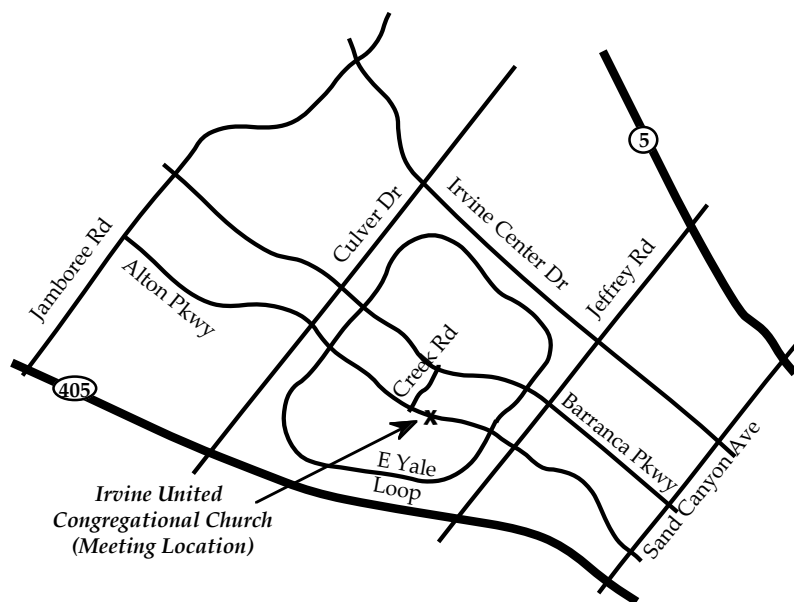 5
Irvine Center Dr
Culver Dr
Jeffrey Rd
Jamboree Rd
Alton Pkwy
Creek Rd
405
Barranca Pkwy
E Yale
Loop
Sand Canyon Ave
x
Irvine United
Congregational Church
(Meeting Location)